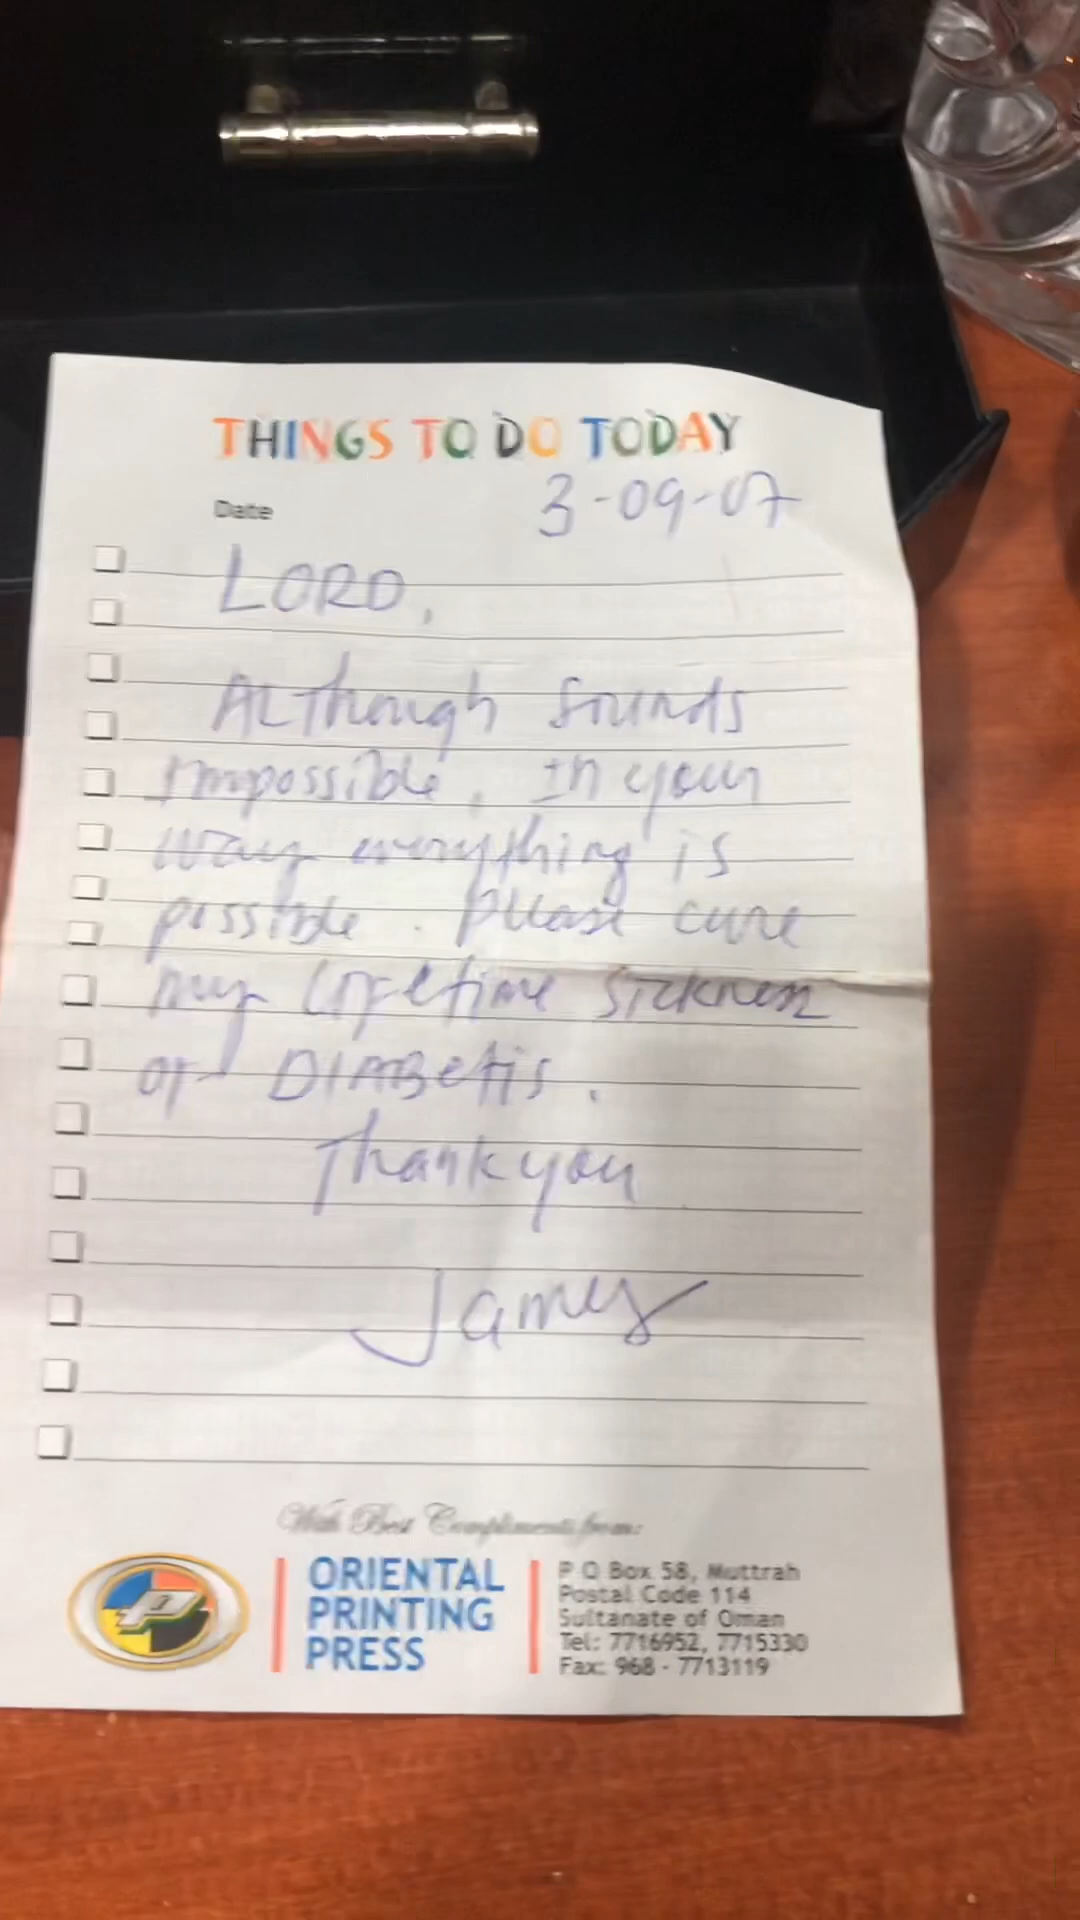 THINGS TO DO TODAY
Date 3-09-07
LORD,
Although sounds
Impossible, In your
way everything is
possible. Please cure
my Lifetime Sickness
of DIABetis.
Thank you
James
With Best Compliments from:
ORIENTAL
PRINTING
PRESS
P O Box 58, Muttrah
Postal Code 114
Sultanate of Oman
Tel: 7716952, 7715330
Fax: 968 - 7713119